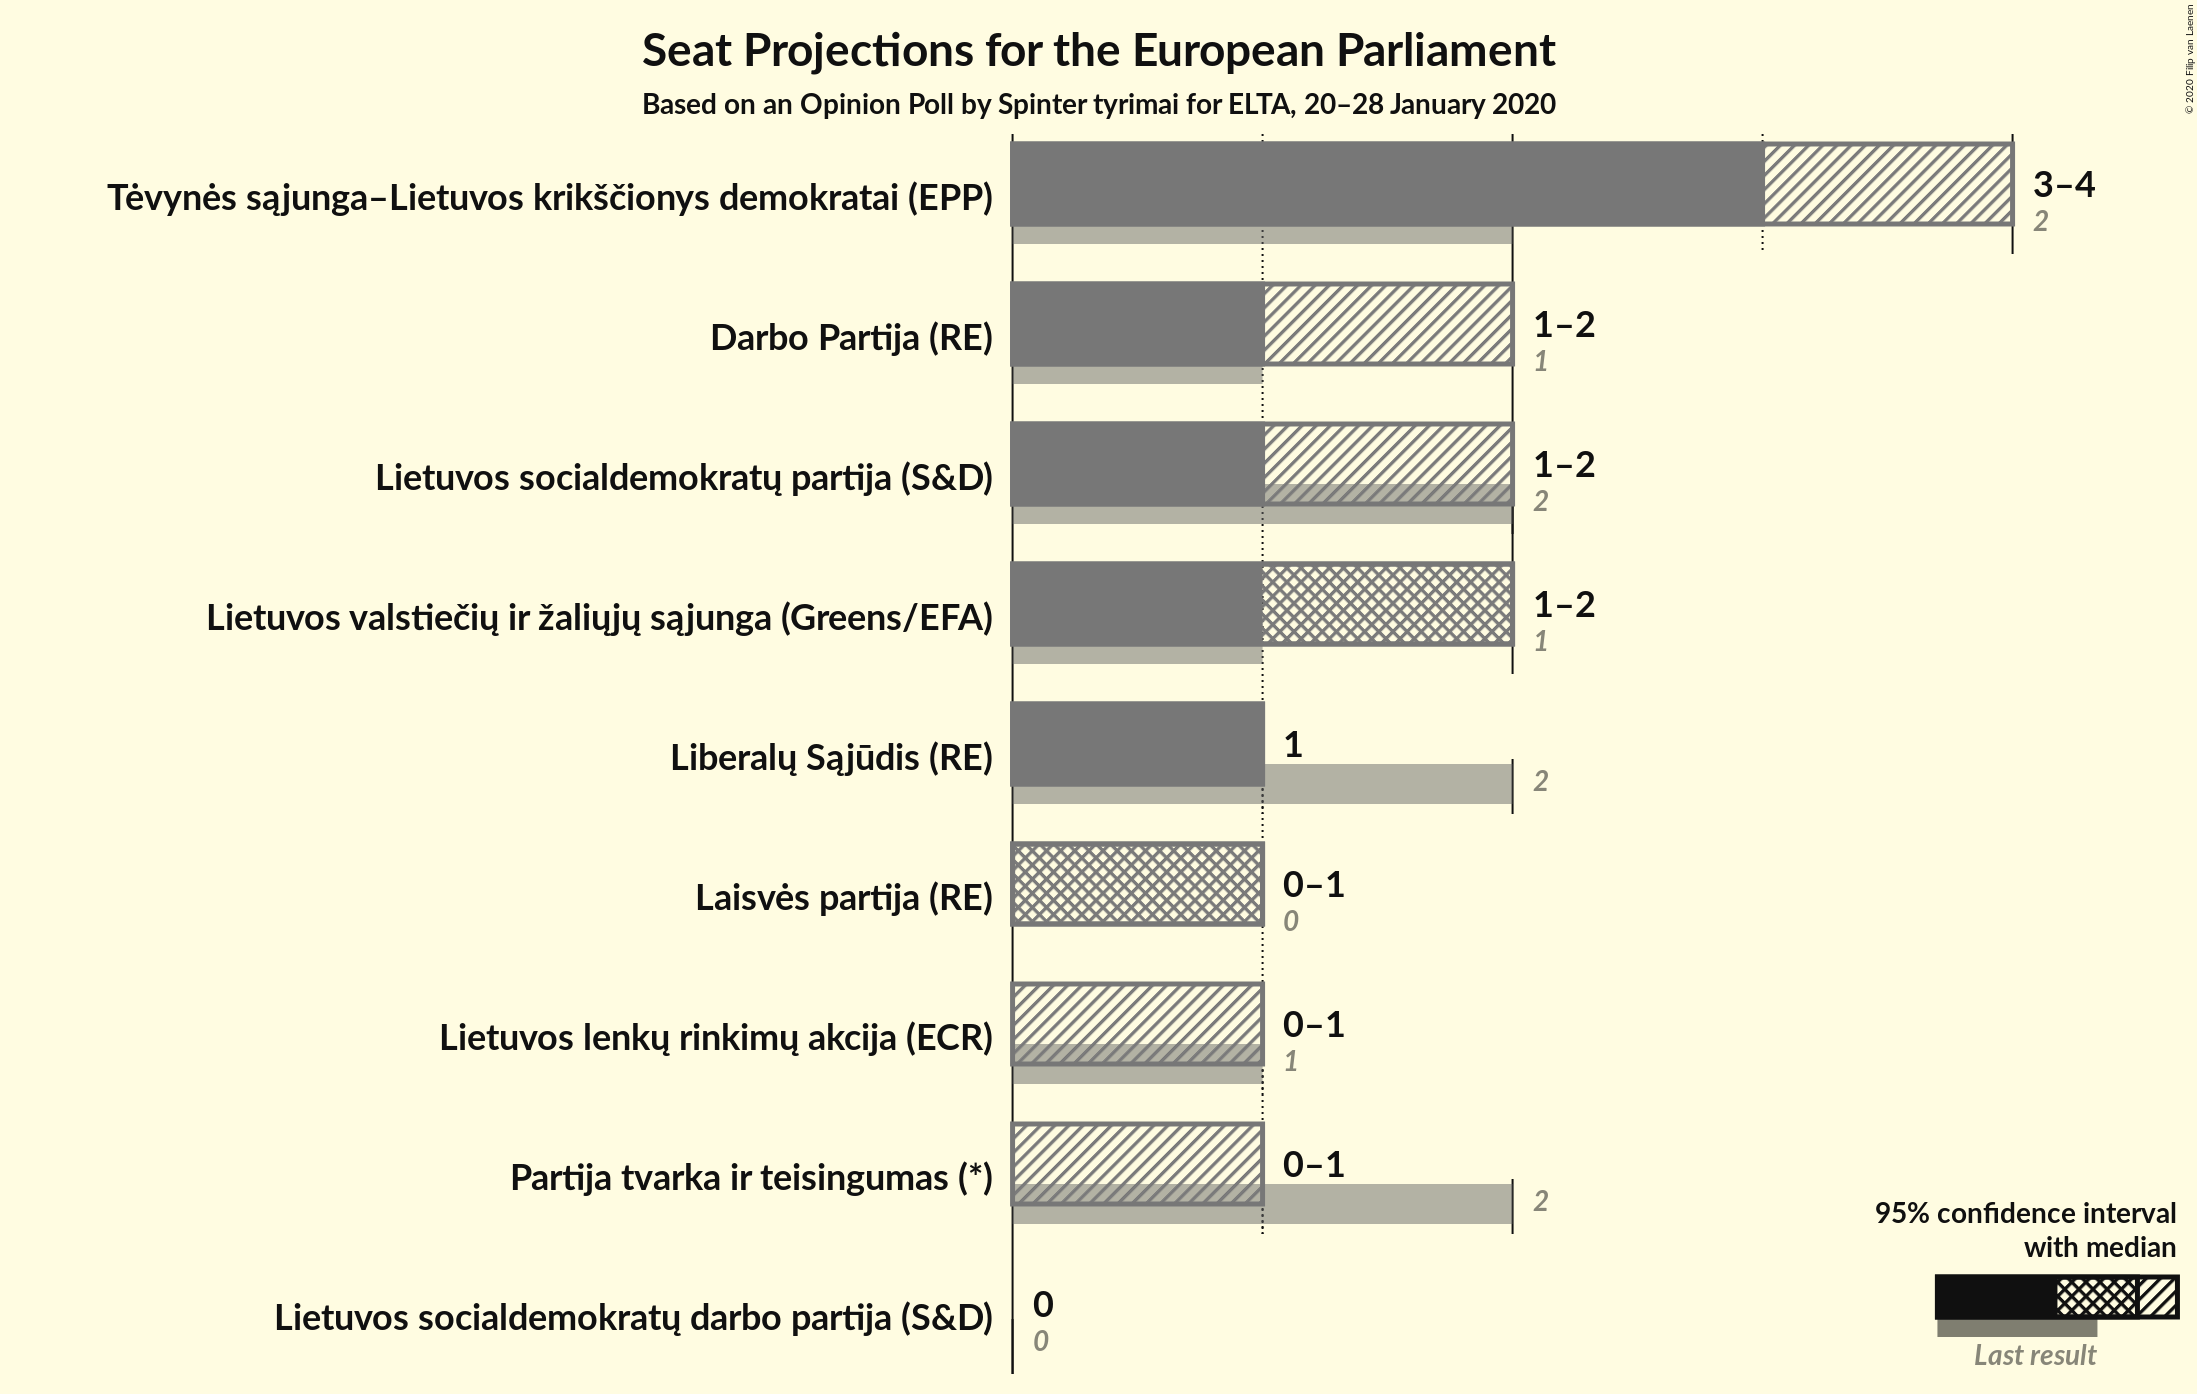 Seat Projections for the European Parliament
Based on an Opinion Poll by Spinter tyrimai for ELTA, 20–28 January 2020
© 2020 Filip van Laenen
Tėvynės sąjunga–Lietuvos krikščionys demokratai (EPP)
3–4
2
Darbo Partija (RE)
1–2
1
Lietuvos socialdemokratų partija (S&D)
1–2
2
Lietuvos valstiečių ir žaliųjų sąjunga (Greens/EFA)
1–2
1
Liberalų Sąjūdis (RE)
1
2
Laisvės partija (RE)
0–1
0
Lietuvos lenkų rinkimų akcija (ECR)
0–1
1
Partija tvarka ir teisingumas (*)
0–1
2
Lietuvos socialdemokratų darbo partija (S&D)
0
0
95% confidence interval
with median
Last result